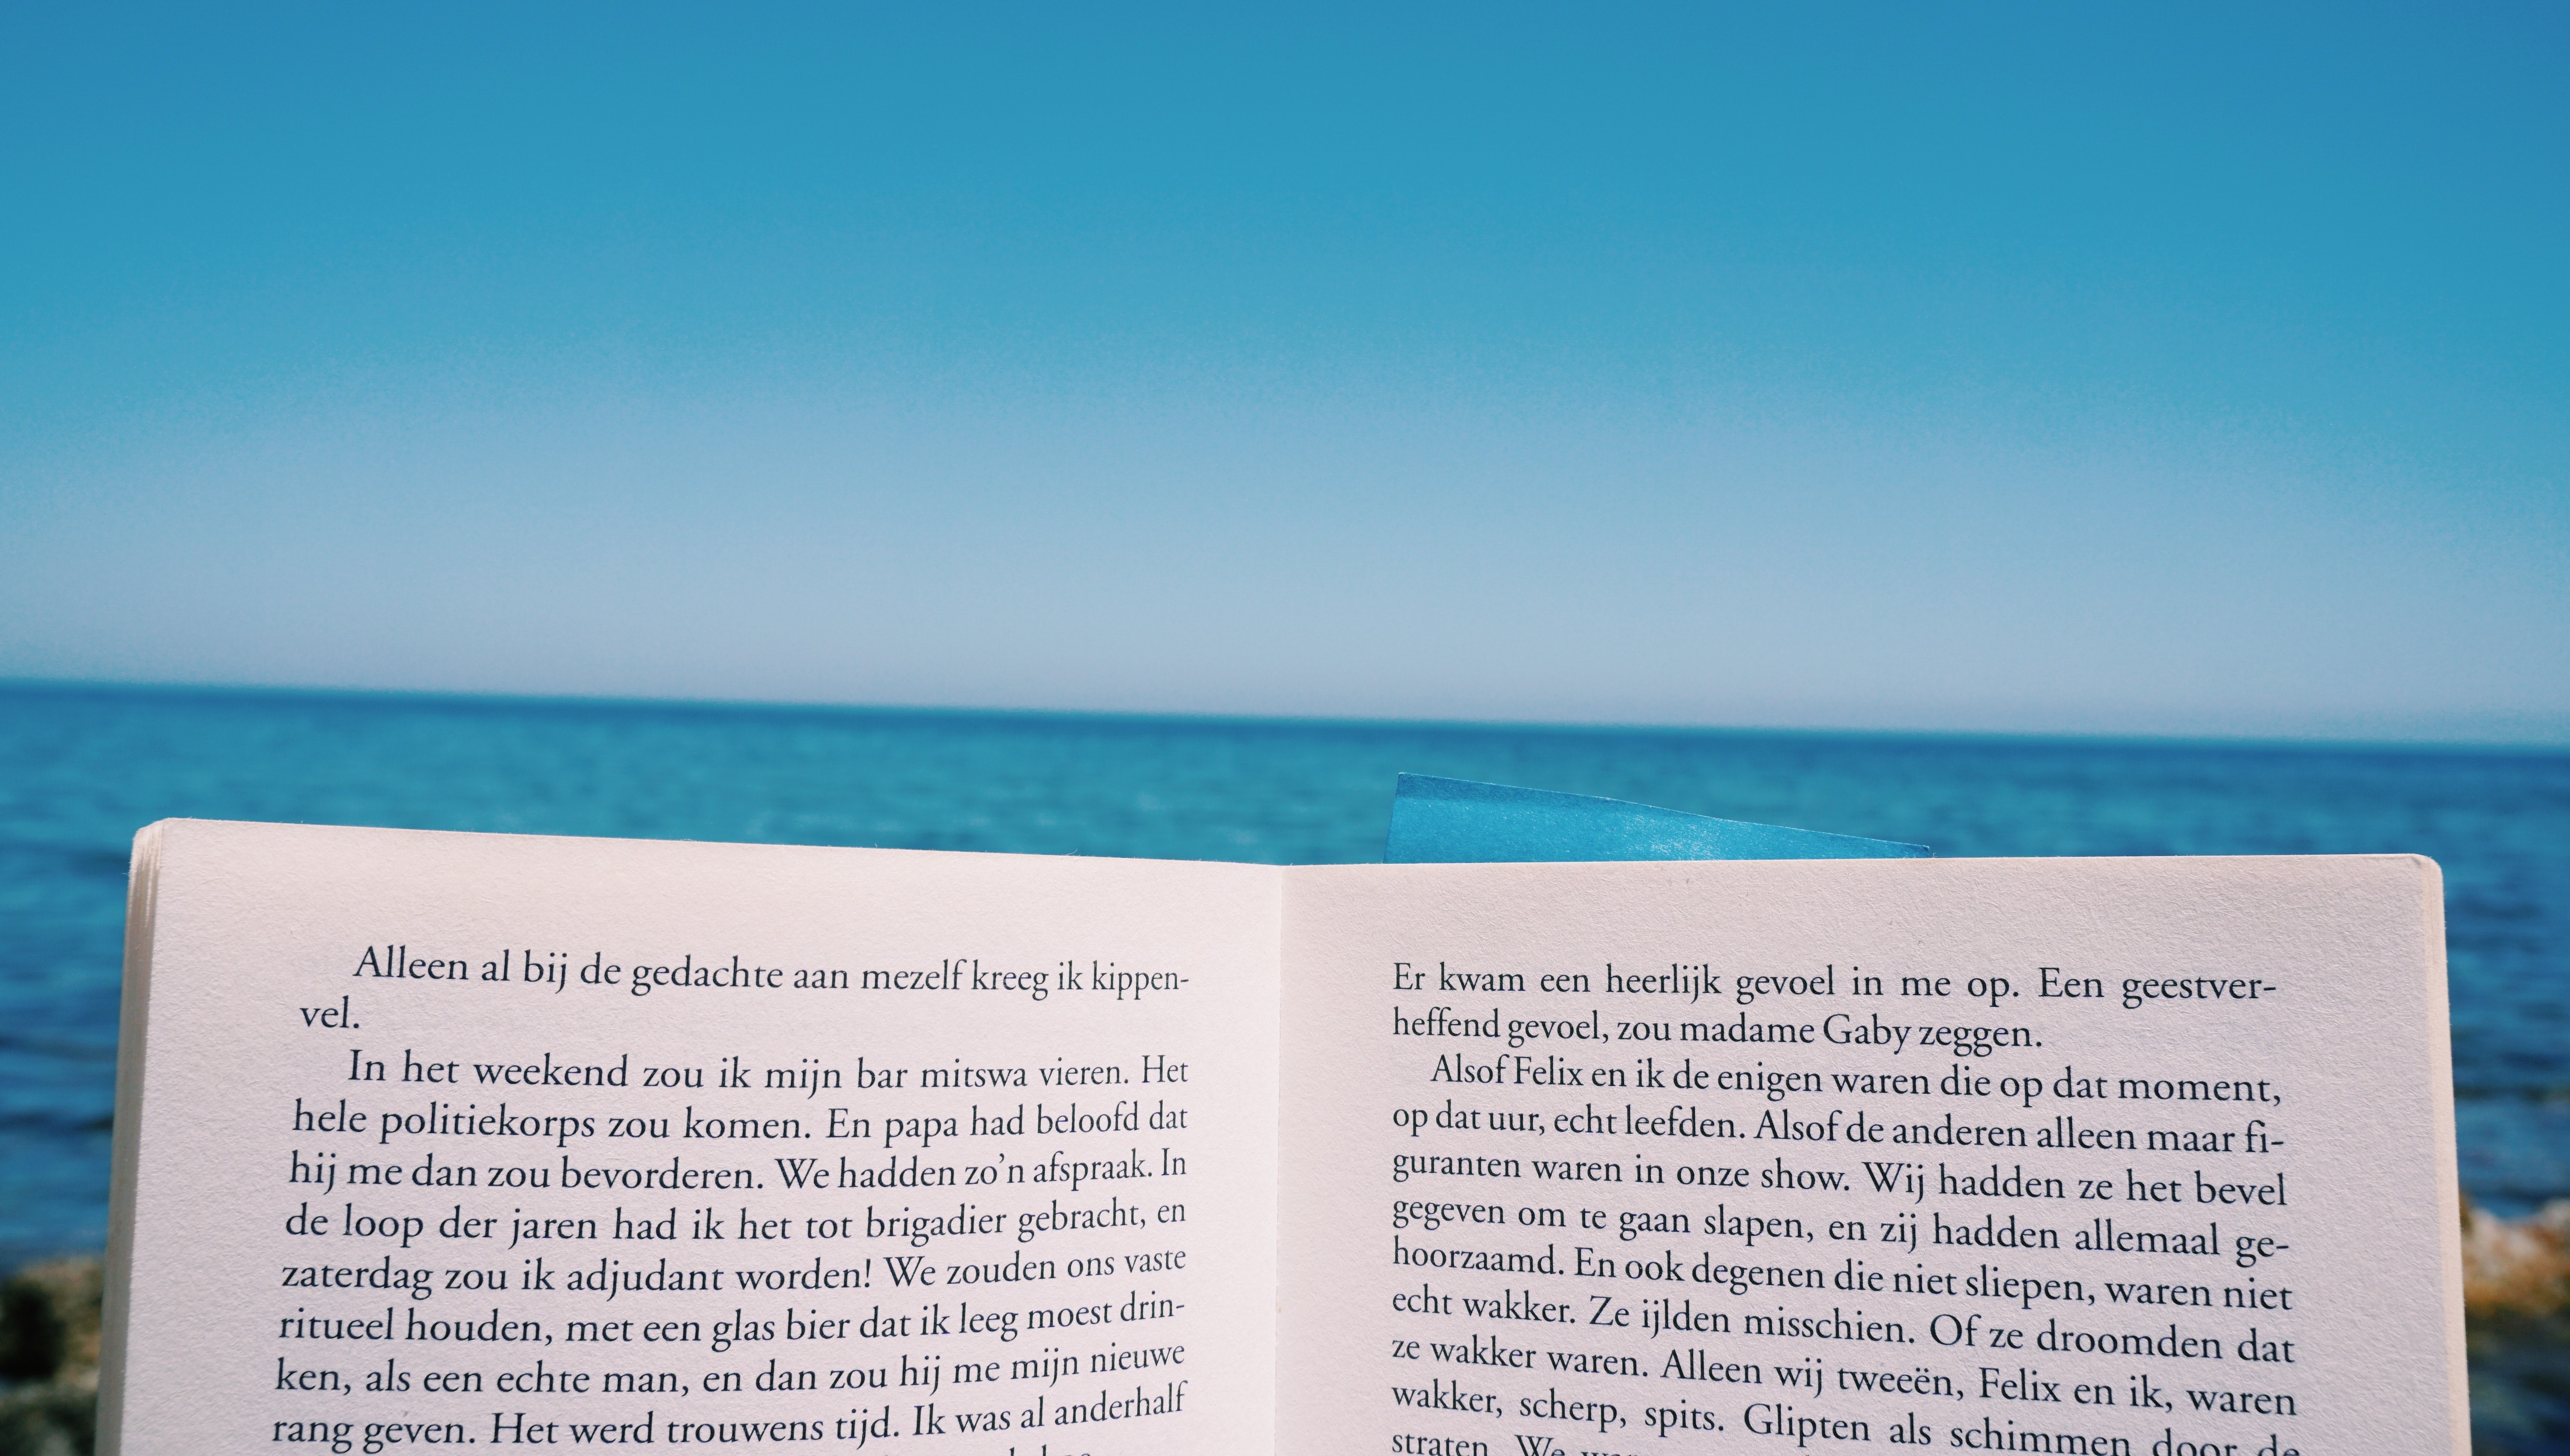 Alleen al bij de gedachte aan mezelf kreeg ik kippen-
vel.
In het weekend zou ik mijn bar mitswa vieren. Het
hele politiekorps zou komen. En papa had beloofd dat
hij me dan zou bevorderen. We hadden zo'n afspraak. In
de loop der jaren had ik het tot brigadier gebracht, en
zaterdag zou ik adjudant worden! We zouden ons vaste
ritueel houden, met een glas bier dat ik leeg moest drin-
ken, als een echte man, en dan zou hij me mijn nieuwe
rang geven. Het werd trouwens tijd. Ik was al anderhalf
Er kwam een heerlijk gevoel in me op. Een geestver-
heffend gevoel, zou madame Gaby zeggen.
Alsof Felix en ik de enigen waren die op dat moment,
op dat uur, echt leefden. Alsof de anderen alleen maar fi-
guranten waren in onze show. Wij hadden ze het bevel
gegeven om te gaan slapen, en zij hadden allemaal ge-
hoorzaamd. En ook degenen die niet sliepen, waren niet
echt wakker. Ze ijlden misschien. Of ze droomden dat
ze wakker waren. Alleen wij tweeën, Felix en ik, waren
wakker, scherp, spits. Glipten als schimmen door de
straten. We